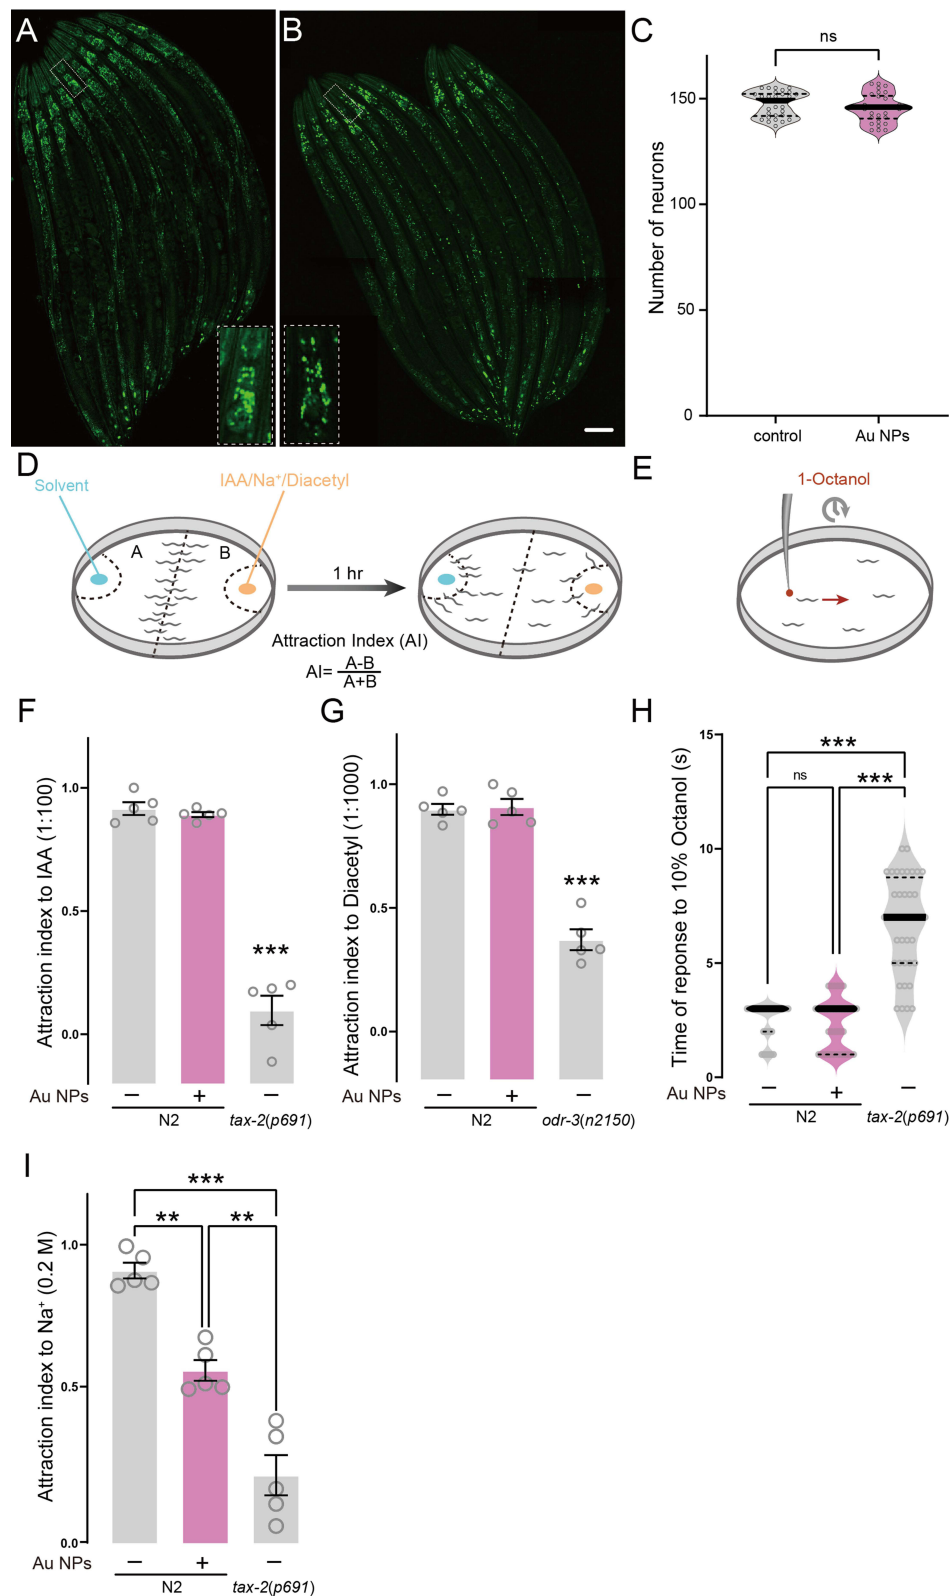 A
B
C
ns
Number of neurons
150
100
50
0
control
Au NPs
D
Solvent
IAA/Na⁺/Diacetyl
A
B
1 hr
Attraction Index (AI)
AI= A-B
A+B
E
1-Octanol
F
Attraction index to IAA (1:100)
1.0
0.5
0.0
***
Au NPs
− + −
N2
tax-2(p691)
G
Attraction index to Diacetyl (1:1000)
1.0
0.5
0.0
***
− + −
N2
odr-3(n2150)
H
Time of reponse to 10% Octanol (s)
15
10
5
0
***
ns
***
− + −
N2
tax-2(p691)
I
Attraction index to Na⁺ (0.2 M)
1.0
0.5
0.0
***
** **
Au NPs
− + −
N2
tax-2(p691)